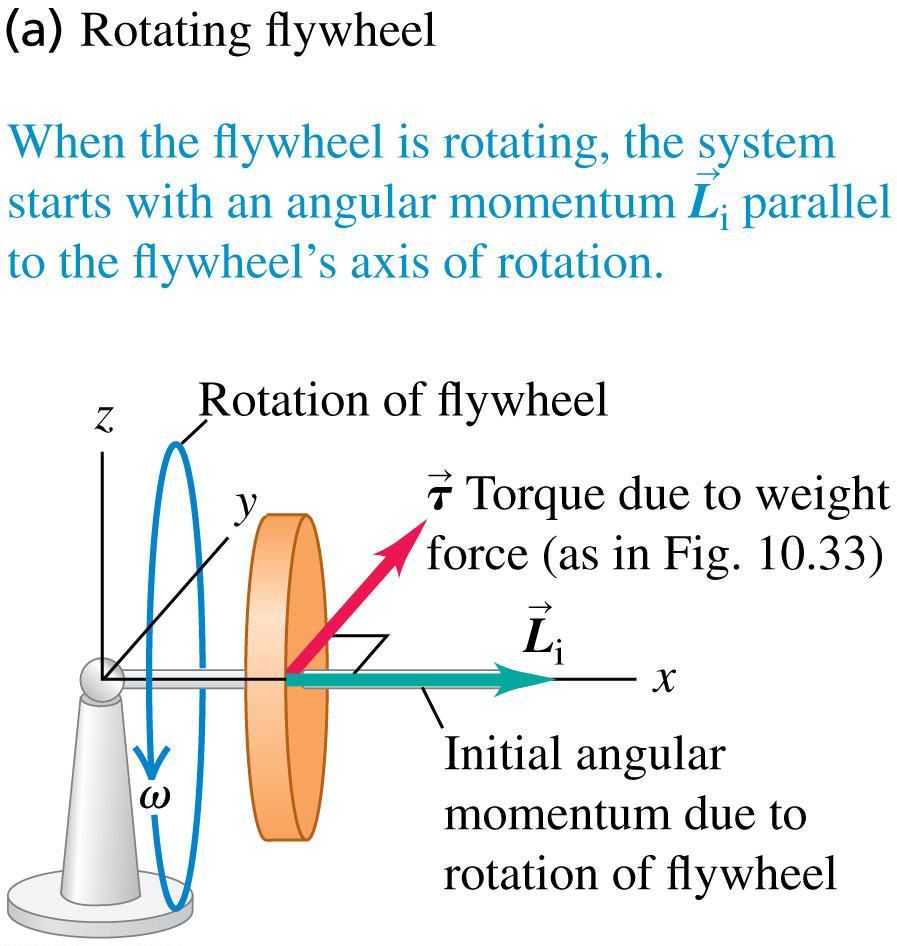 (a) Rotating flywheel
When the flywheel is rotating, the system
starts with an angular momentum L⃗i parallel
to the flywheel’s axis of rotation.
Rotation of flywheel
z
y
τ⃗ Torque due to weight
force (as in Fig. 10.33)
L⃗i
x
Initial angular
momentum due to
rotation of flywheel
ω